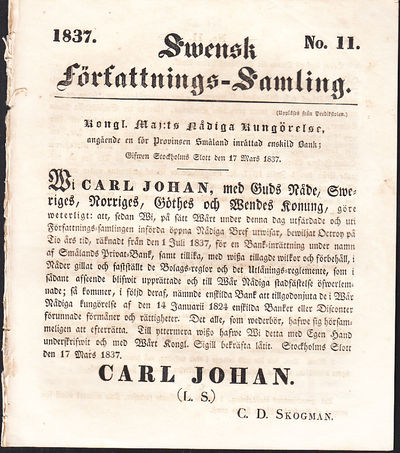 1837.
No. 11.
Swensk
Författnings-Samling.
(Uppläses från Predikstolen.)
Kongl. Maj:ts Nådiga Kungörelse,
angående en för Provinsen Småland inrättad enskild Bank;
Gifwen Stockholms Slott den 17 Mars 1837.
Wi CARL JOHAN, med Guds Nåde, Swe-
riges, Norriges, Göthes och Wendes Konung, göre
weterligt: att, sedan Wi, på sätt Wårt under denna dag utfärdade och uti
Författnings-samlingen införda öppna Nådiga Bref utwisar, bewiljat Octroy på
Tio års tid, räknadt från den 1 Juli 1837, för en Bank-inrättning under namn
af Smålands Privat-Bank, samt tillika, med wissa tillagde wilkor och förbehåll, i
Nåder gillat och fastställt de Bolags-reglor och det Utlånings-reglemente, som i
sådant afseende blifwit upprättade och till Wår Nådiga stadfästelse öfwerlem-
nade; så kommer, i följd deraf, nämnde enskilda Bank att tillgodonjuta de i Wår
Nådiga kungörelse af den 14 Januarii 1824 enskilda Banker eller Disconter
förunnade förmåner och rättigheter. Det alle, som wederbör, hafwe sig hörsam-
meligen att efterrätta. Till yttermera wisso hafwe Wi detta med Egen Hand
underskrifwit och med Wårt Kongl. Sigill bekräfta låtit. Stockholms Slott
den 17 Mars 1837.
CARL JOHAN.
(L. S.)
C. D. SKOGMAN.